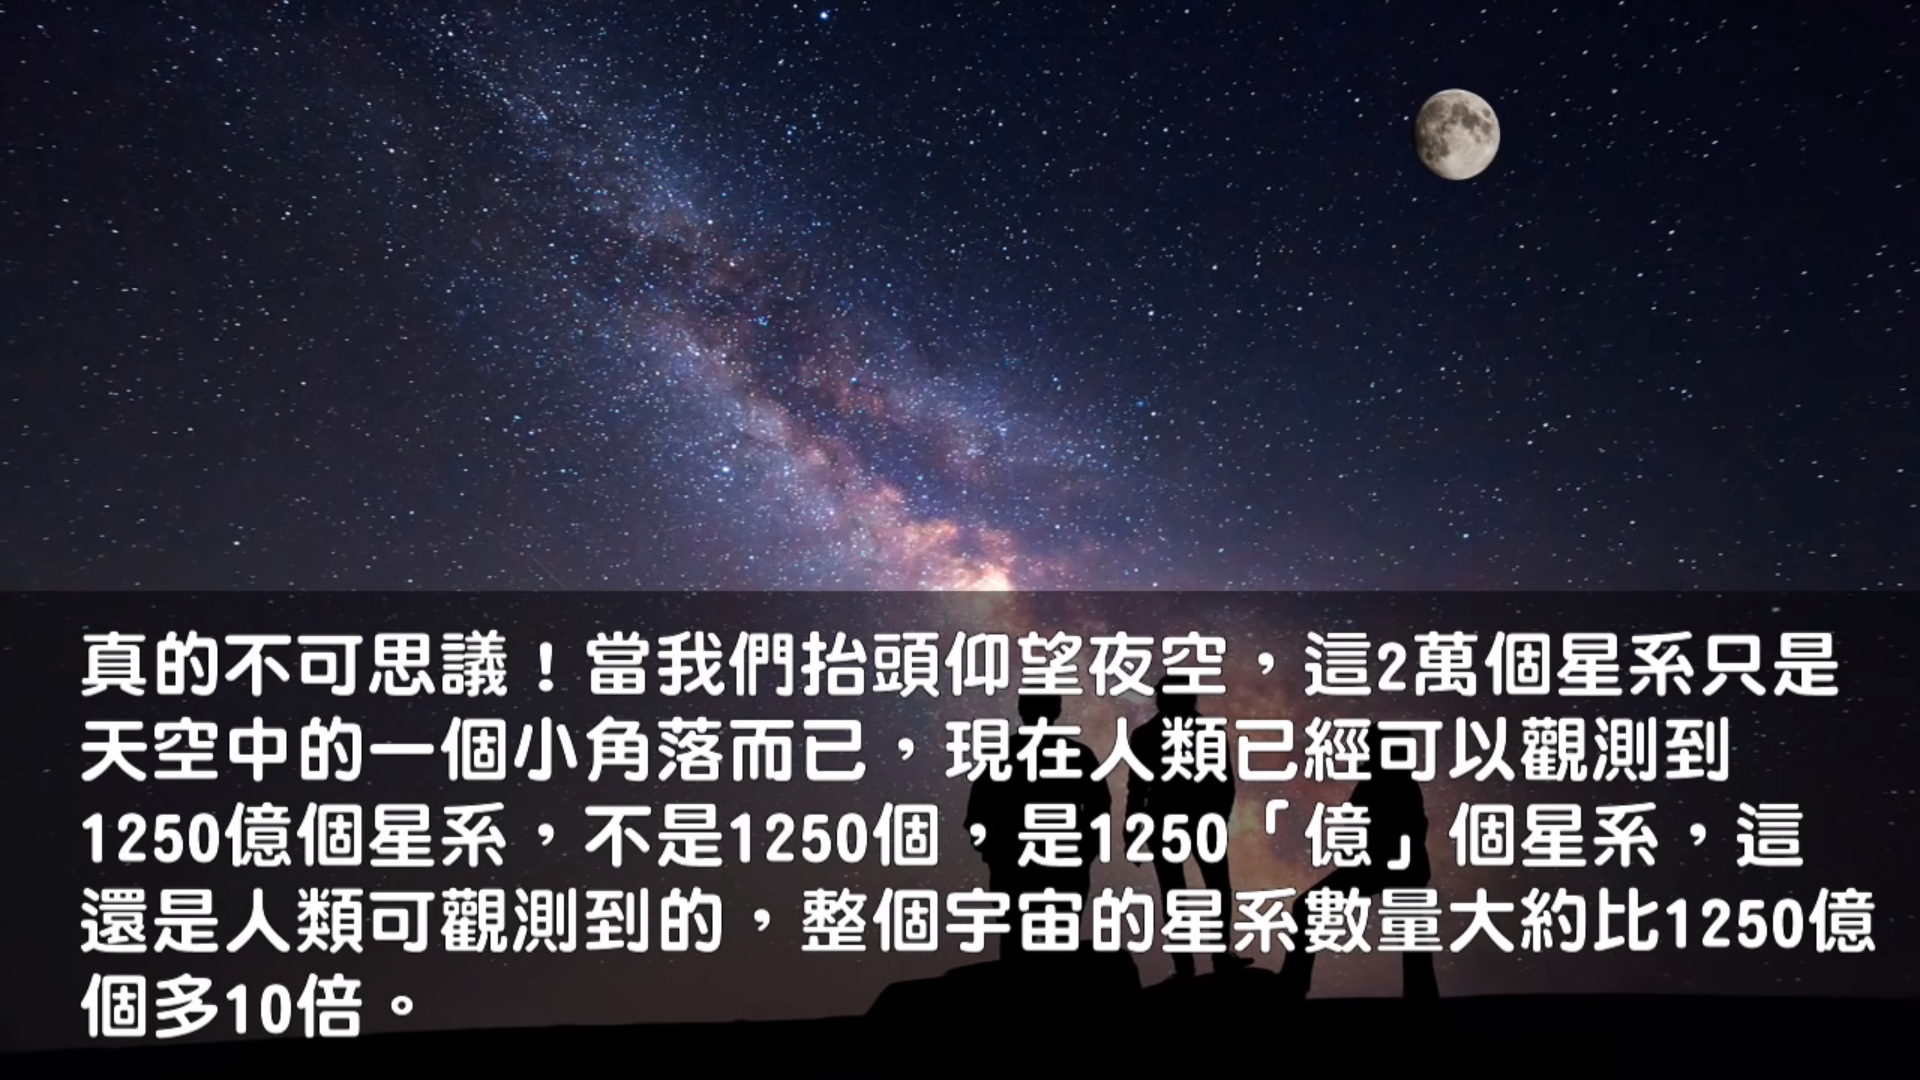 真的不可思議！當我們抬頭仰望夜空，這2萬個星系只是
天空中的一個小角落而已，現在人類已經可以觀測到
1250億個星系，不是1250個，是1250「億」個星系，這
還是人類可觀測到的，整個宇宙的星系數量大約比1250億
個多10倍。